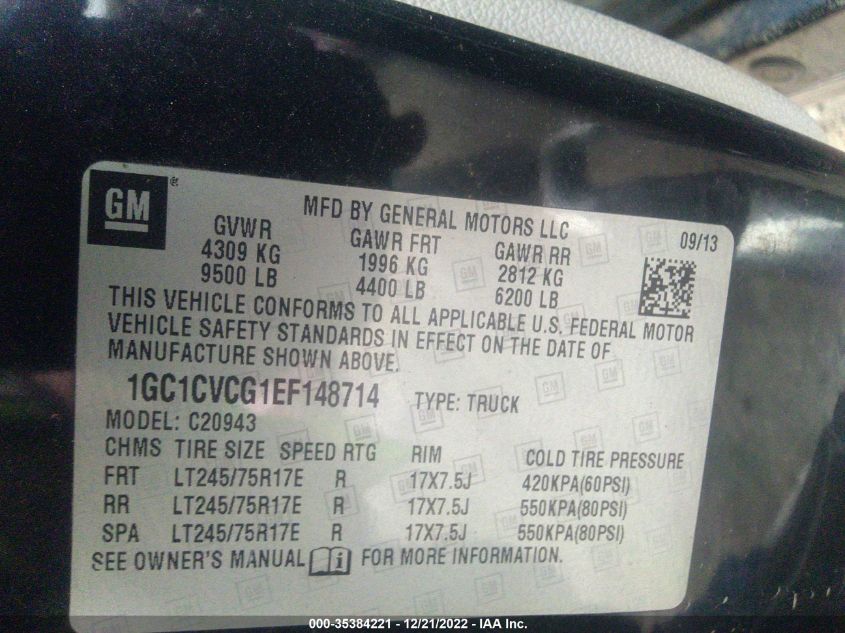 GM®
MFD BY GENERAL MOTORS LLC
09/13
GVWR GAWR FRT GAWR RR
4309 KG 1996 KG 2812 KG
9500 LB 4400 LB 6200 LB
THIS VEHICLE CONFORMS TO ALL APPLICABLE U.S. FEDERAL MOTOR
VEHICLE SAFETY STANDARDS IN EFFECT ON THE DATE OF
MANUFACTURE SHOWN ABOVE.
1GC1CVCG1EF148714 TYPE: TRUCK
MODEL: C20943
CHMS TIRE SIZE SPEED RTG RIM COLD TIRE PRESSURE
FRT LT245/75R17E R 17X7.5J 420KPA(60PSI)
RR LT245/75R17E R 17X7.5J 550KPA(80PSI)
SPA LT245/75R17E R 17X7.5J 550KPA(80PSI)
SEE OWNER'S MANUAL i FOR MORE INFORMATION.
000-35384221 - 12/21/2022 - IAA Inc.